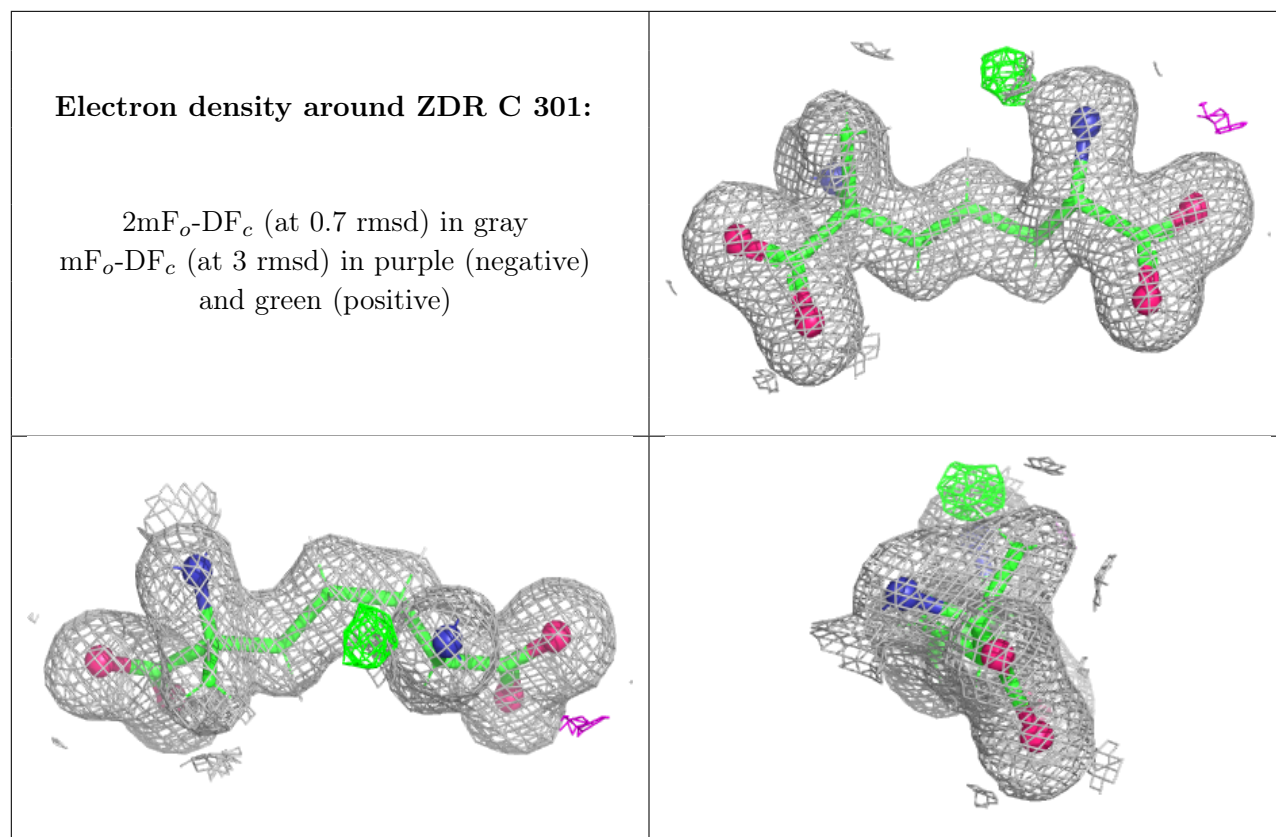 Electron density around ZDR C 301:
2mFo-DFc (at 0.7 rmsd) in gray
mFo-DFc (at 3 rmsd) in purple (negative)
and green (positive)